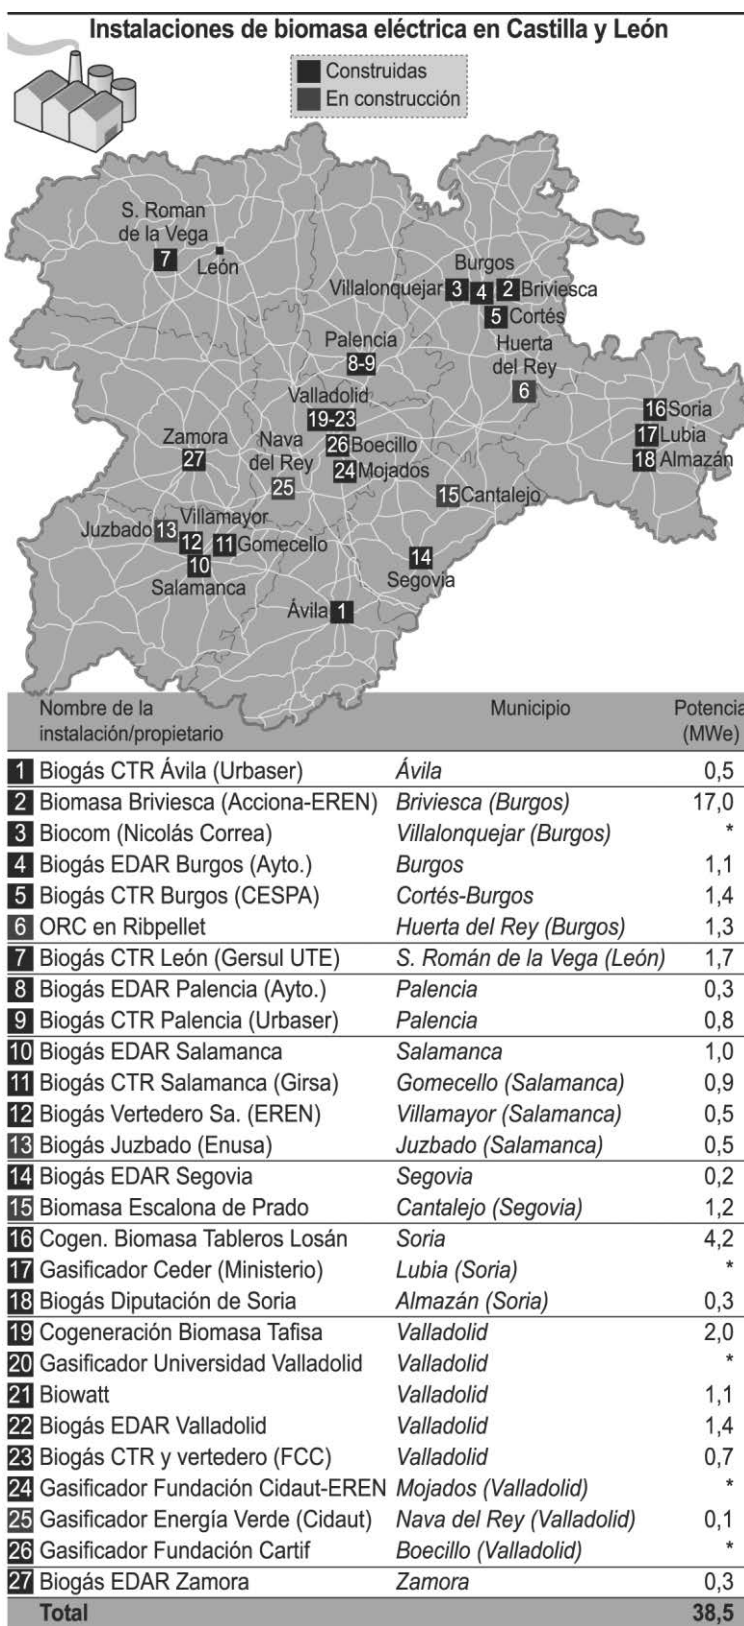 Instalaciones de biomasa eléctrica en Castilla y León
Construidas
En construcción
S. Roman
de la Vega
7
León
Burgos
Villalonquejar 3 4 2 Briviesca
5 Cortés
Huerta
del Rey
6
Palencia
8-9
Valladolid
19-23
26 Boecillo
24 Mojados
Nava
del Rey
25
Zamora
27
16 Soria
17 Lubia
18 Almazán
15 Cantalejo
Juzbado 13
Villamayor
12
11 Gomecello
10
Salamanca
14
Segovia
Ávila 1
Nombre de la
instalación/propietario
Municipio
Potencia
(MWe)
1 Biogás CTR Ávila (Urbaser) Ávila 0,5
2 Biomasa Briviesca (Acciona-EREN) Briviesca (Burgos) 17,0
3 Biocom (Nicolás Correa) Villalonquejar (Burgos) *
4 Biogás EDAR Burgos (Ayto.) Burgos 1,1
5 Biogás CTR Burgos (CESPA) Cortés-Burgos 1,4
6 ORC en Ribpellet Huerta del Rey (Burgos) 1,3
7 Biogás CTR León (Gersul UTE) S. Román de la Vega (León) 1,7
8 Biogás EDAR Palencia (Ayto.) Palencia 0,3
9 Biogás CTR Palencia (Urbaser) Palencia 0,8
10 Biogás EDAR Salamanca Salamanca 1,0
11 Biogás CTR Salamanca (Girsa) Gomecello (Salamanca) 0,9
12 Biogás Vertedero Sa. (EREN) Villamayor (Salamanca) 0,5
13 Biogás Juzbado (Enusa) Juzbado (Salamanca) 0,5
14 Biogás EDAR Segovia Segovia 0,2
15 Biomasa Escalona de Prado Cantalejo (Segovia) 1,2
16 Cogen. Biomasa Tableros Losán Soria 4,2
17 Gasificador Ceder (Ministerio) Lubia (Soria) *
18 Biogás Diputación de Soria Almazán (Soria) 0,3
19 Cogeneración Biomasa Tafisa Valladolid 2,0
20 Gasificador Universidad Valladolid Valladolid *
21 Biowatt Valladolid 1,1
22 Biogás EDAR Valladolid Valladolid 1,4
23 Biogás CTR y vertedero (FCC) Valladolid 0,7
24 Gasificador Fundación Cidaut-EREN Mojados (Valladolid) *
25 Gasificador Energía Verde (Cidaut) Nava del Rey (Valladolid) 0,1
26 Gasificador Fundación Cartif Boecillo (Valladolid) *
27 Biogás EDAR Zamora Zamora 0,3
Total 38,5